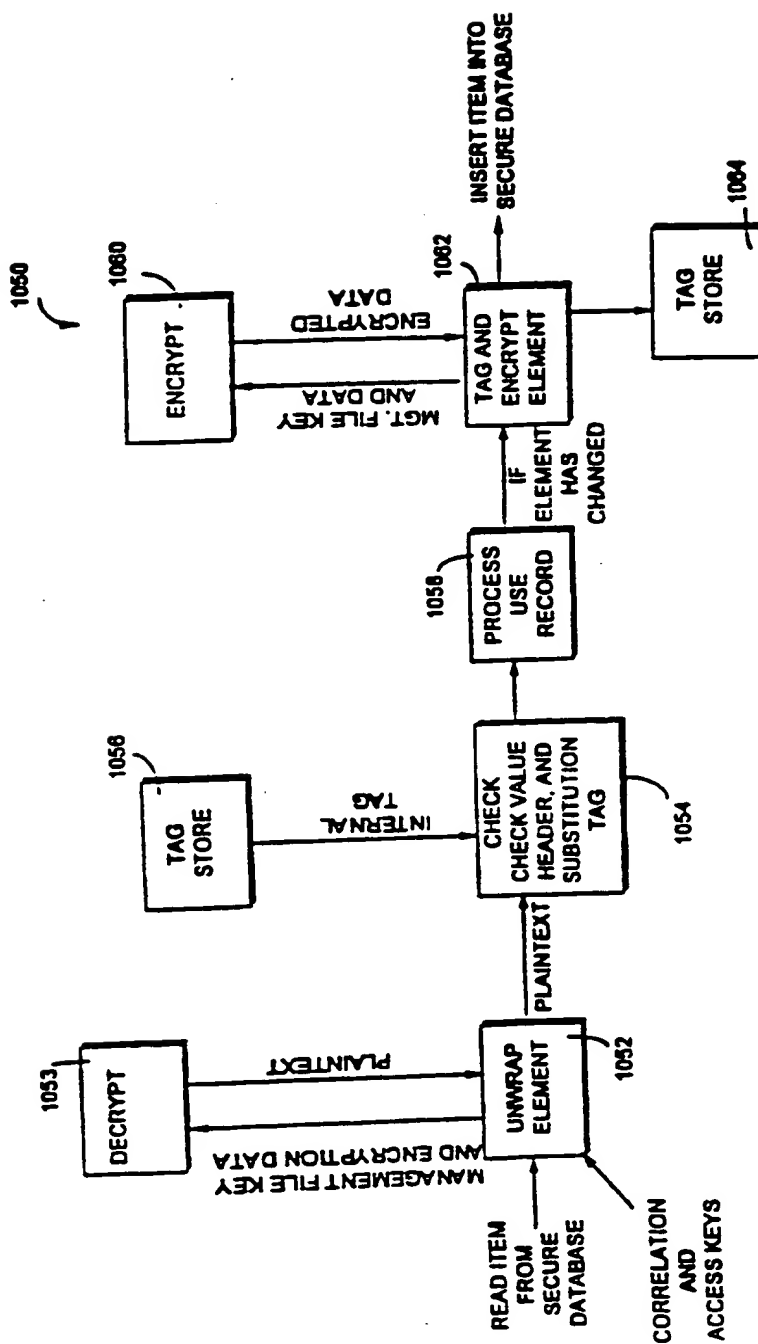 1050
1053
DECRYPT
MANAGEMENT FILE KEY
AND ENCRYPTION DATA
PLAINTEXT
READ ITEM
FROM
SECURE
DATABASE
CORRELATION
AND
ACCESS KEYS
UNWRAP
ELEMENT
1052
PLAINTEXT
1056
TAG
STORE
INTERNAL
TAG
CHECK
CHECK VALUE
HEADER, AND
SUBSTITUTION
TAG
1054
1058
PROCESS
USE
RECORD
IF
ELEMENT
HAS
CHANGED
1060
ENCRYPT
MGT. FILE KEY
AND DATA
ENCRYPTED
DATA
1062
TAG AND
ENCRYPT
ELEMENT
INSERT ITEM INTO
SECURE DATABASE
TAG
STORE
1064